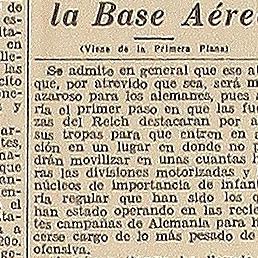 la Base Aére
(Viene de la Primera Plana)
Se admite en general que ese a
que, por atrevido que sea, será m
azaroso para los alemanes, pues
ría el primer paso en que las fue
zas del Reich destacaran por a
sus tropas para que entren en a
ción en un lugar en donde no p
drán movilizar en unas cuantas h
ras las divisiones motorizadas y
núcleos de importancia de infant
ría regular que han sido los q
han estado operando en las recie
tes campañas de Alemania para h
cerse cargo de lo más pesado de
ofensiva.